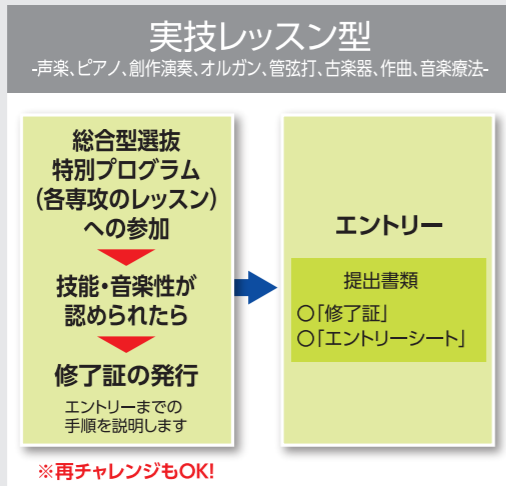 実技レッスン型
-声楽、ピアノ、創作演奏、オルガン、管弦打、古楽器、作曲、音楽療法-
総合型選抜
特別プログラム
(各専攻のレッスン)
への参加
技能・音楽性が
認められたら
修了証の発行
エントリーまでの
手順を説明します
※再チャレンジもOK!
エントリー
提出書類
○「修了証」
○「エントリーシート」